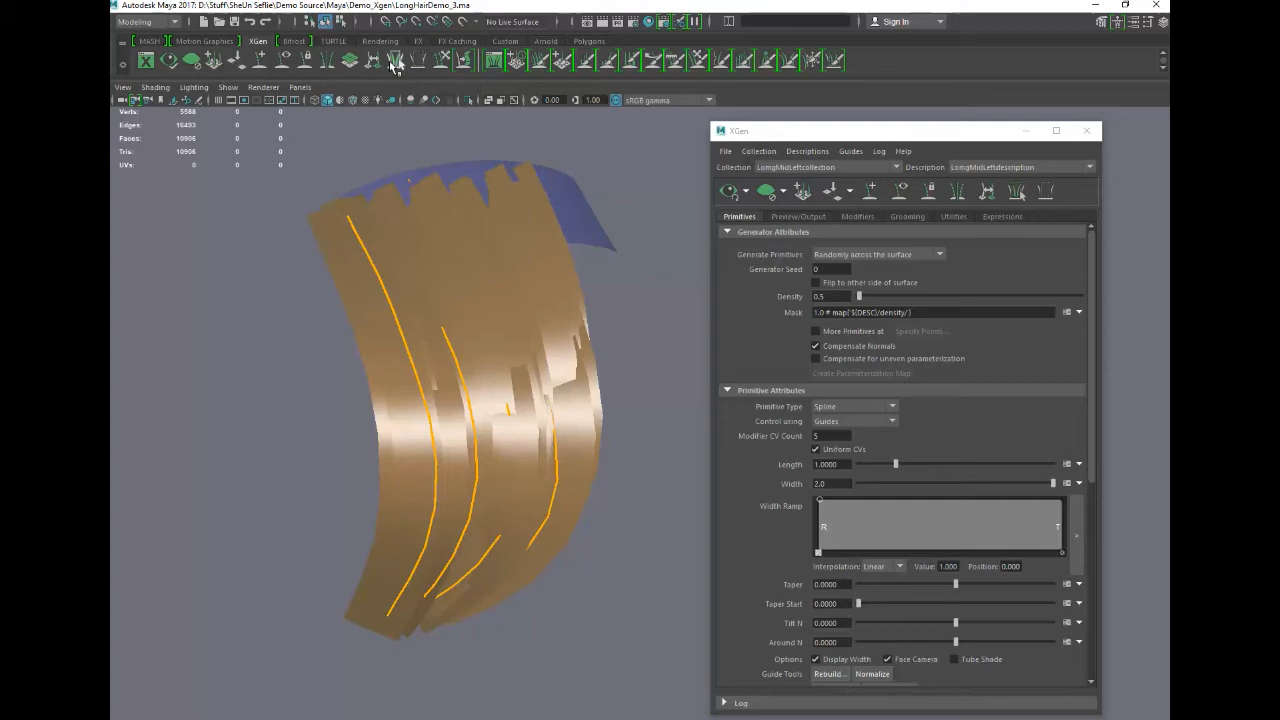 Autodesk Maya 2017: D:\Stuff\SheUn Seflie\Demo Source\Maya\Demo_Xgen\LongHairDemo_3.ma
Modeling No Live Surface Sign In
MASH Motion Graphics XGen Bifrost TURTLE Rendering FX FX Caching Custom Arnold Polygons
View Shading Lighting Show Renderer Panels
0.00 1.00 sRGB gamma
Verts: 5588 0 0
Edges: 16493 0 0
Faces: 10906 0 0
Tris: 10906 0 0
UVs: 0 0 0
XGen
File Collection Descriptions Guides Log Help
Collection LongMidLeftcollection Description LongMidLeftdescription
Primitives Preview/Output Modifiers Grooming Utilities Expressions
Generator Attributes
Generate Primitives Randomly across the surface
Generator Seed 0
Flip to other side of surface
Density 0.5
Mask 1.0 # map('${DESC}/density/')
More Primitives at Specify Points...
Compensate Normals
Compensate for uneven parameterization
Create Parameterization Map
Primitive Attributes
Primitive Type Spline
Control using Guides
Modifier CV Count 5
Uniform CVs
Length 1.0000
Width 2.0
Width Ramp R T
Interpolation: Linear Value: 1.000 Position: 0.000
Taper 0.0000
Taper Start 0.0000
Tilt N 0.0000
Around N 0.0000
Options Display Width Face Camera Tube Shade
Guide Tools Rebuild... Normalize
Log